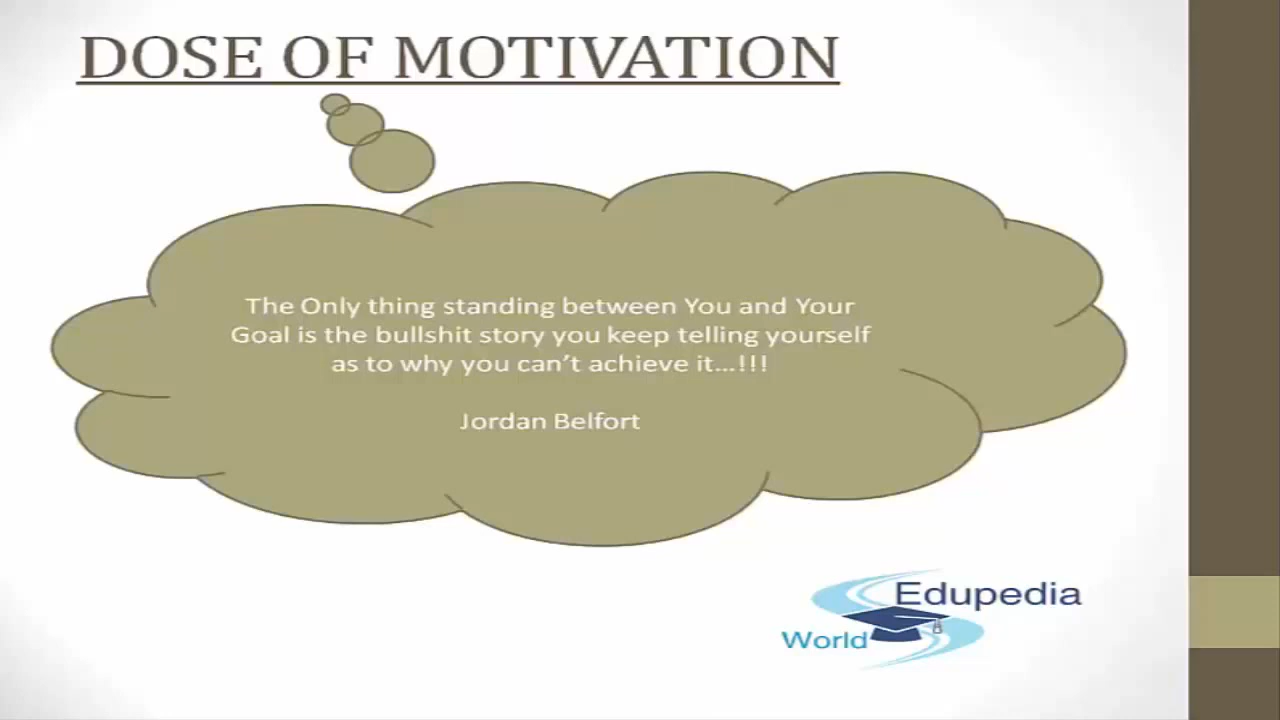 DOSE OF MOTIVATION
The Only thing standing between You and Your
Goal is the bullshit story you keep telling yourself
as to why you can’t achieve it…!!!
Jordan Belfort
Edupedia
World